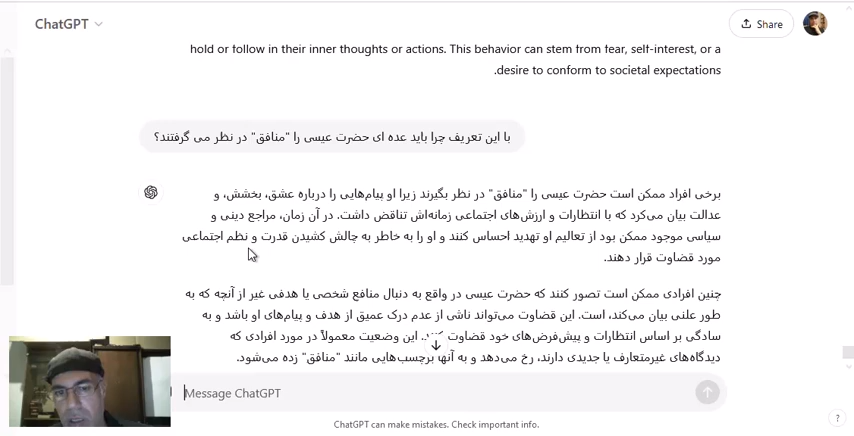 ChatGPT
Share
hold or follow in their inner thoughts or actions. This behavior can stem from fear, self-interest, or a
.desire to conform to societal expectations
با این تعریف چرا باید عده ای حضرت عیسی را "منافق" در نظر می گرفتند؟
برخی افراد ممکن است حضرت عیسی را "منافق" در نظر بگیرند زیرا او پیام‌هایی را درباره عشق، بخشش، و
عدالت بیان می‌کرد که با انتظارات و ارزش‌های اجتماعی زمانه‌اش تناقض داشت. در آن زمان، مراجع دینی و
سیاسی موجود ممکن بود از تعالیم او تهدید احساس کنند و او را به خاطر به چالش کشیدن قدرت و نظم اجتماعی
مورد قضاوت قرار دهند.
چنین افرادی ممکن است تصور کنند که حضرت عیسی در واقع به دنبال منافع شخصی یا هدفی غیر از آنچه که به
طور علنی بیان می‌کند، است. این قضاوت می‌تواند ناشی از عدم درک عمیق از هدف و پیام‌های او باشد و به
سادگی بر اساس انتظارات و پیش‌فرض‌های خود قضاوت کنند. این وضعیت معمولاً در مورد افرادی که
دیدگاه‌های غیرمتعارف یا جدیدی دارند، رخ می‌دهد و به آنها برچسب‌هایی مانند "منافق" زده می‌شود.
Message ChatGPT
ChatGPT can make mistakes. Check important info.
?